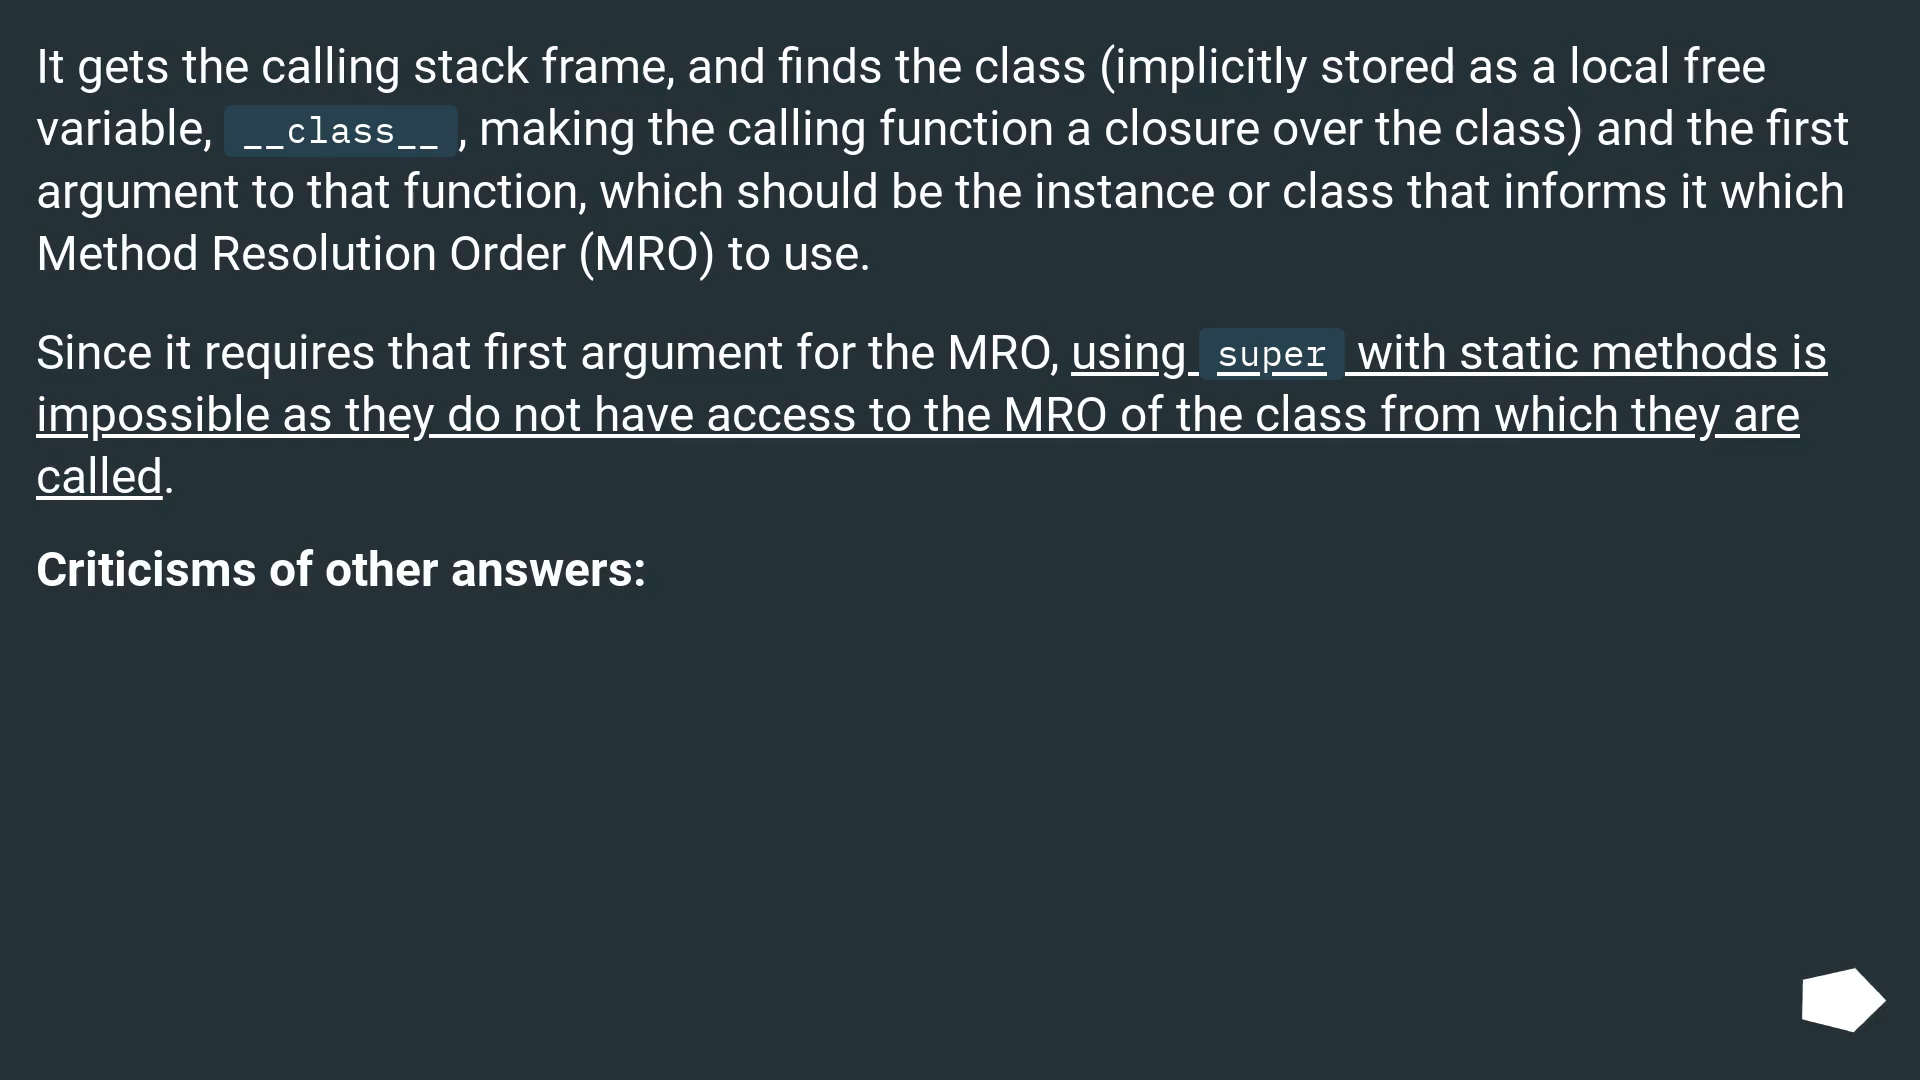 It gets the calling stack frame, and finds the class (implicitly stored as a local free
variable, __class__, making the calling function a closure over the class) and the first
argument to that function, which should be the instance or class that informs it which
Method Resolution Order (MRO) to use.
Since it requires that first argument for the MRO, using super with static methods is
impossible as they do not have access to the MRO of the class from which they are
called.
Criticisms of other answers: